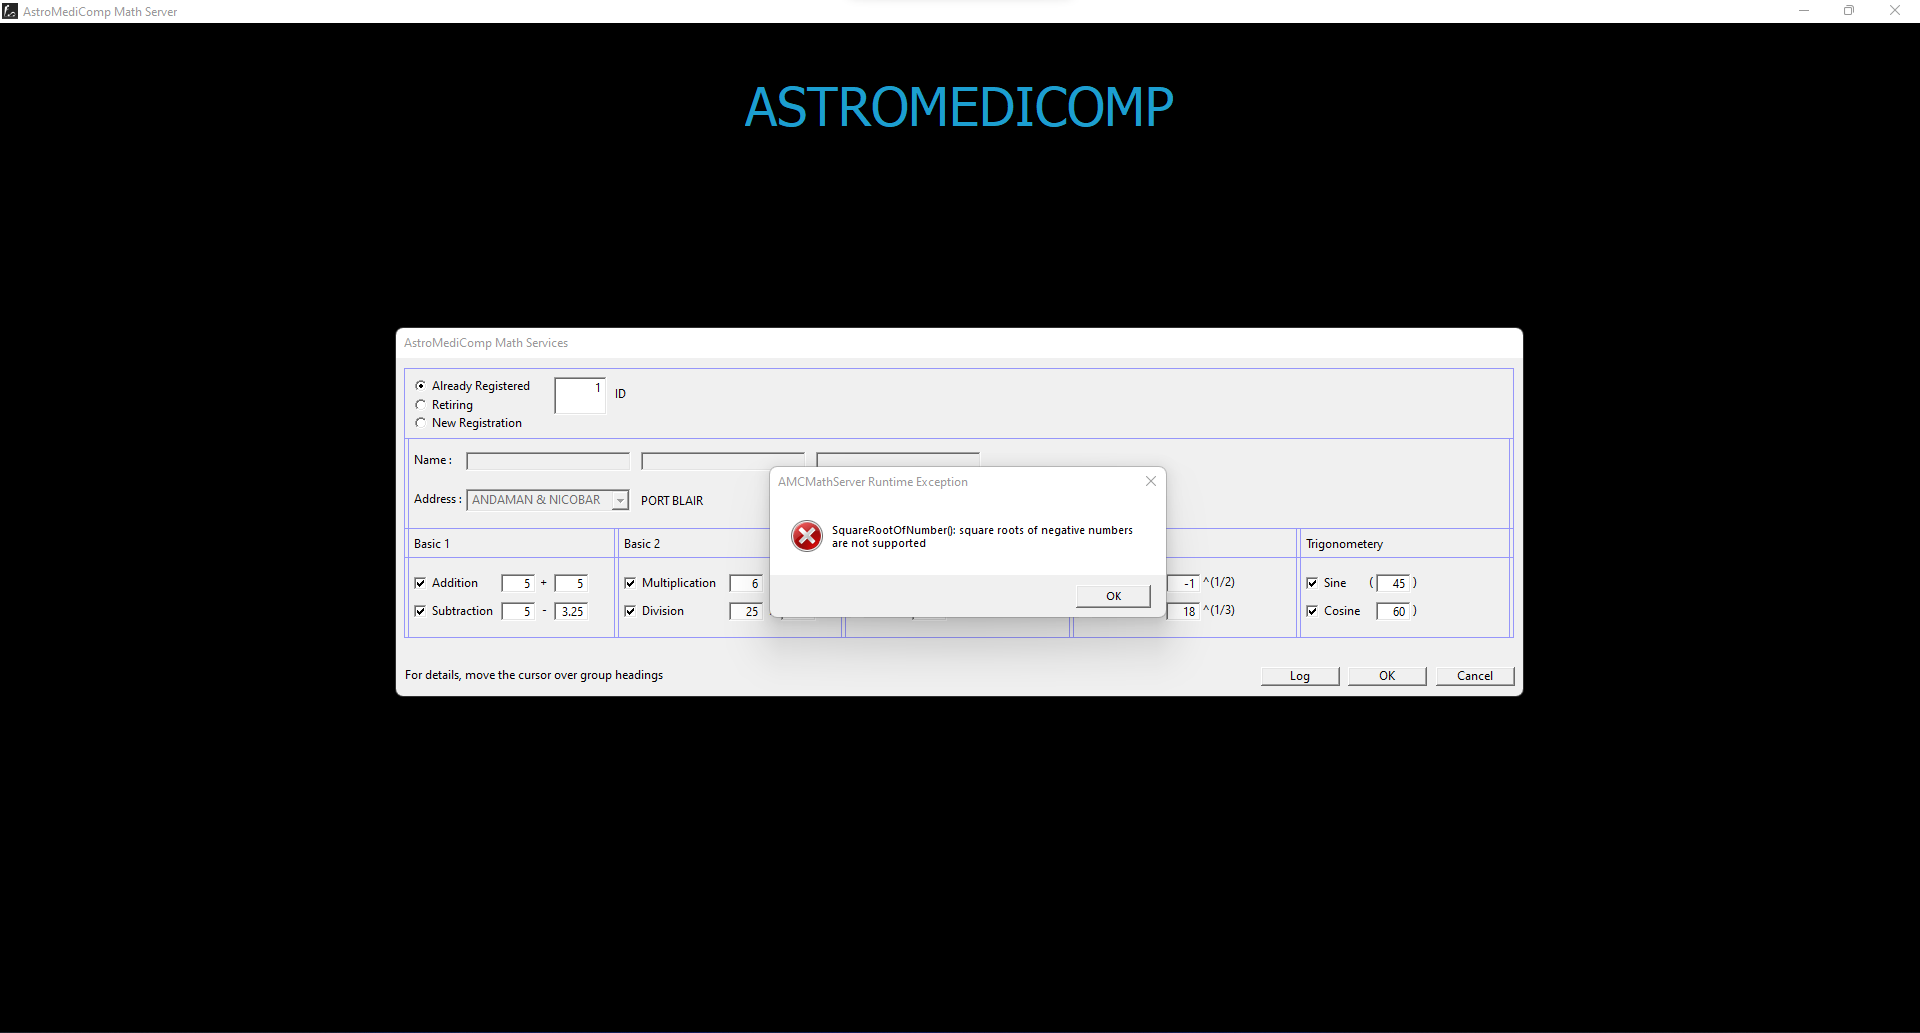 AstroMediComp Math Server
ASTROMEDICOMP
AstroMediComp Math Services
Already Registered
1 ID
Retiring
New Registration
Name :
Address : ANDAMAN & NICOBAR PORT BLAIR
AMCMathServer Runtime Exception
SquareRootOfNumber(): square roots of negative numbers
are not supported
OK
Basic 1 Basic 2 Trigonometery
Addition 5 + 5 Multiplication 6 -1 ^(1/2) Sine ( 45 )
Subtraction 5 - 3.25 Division 25 18 ^(1/3) Cosine 60 )
For details, move the cursor over group headings
Log OK Cancel